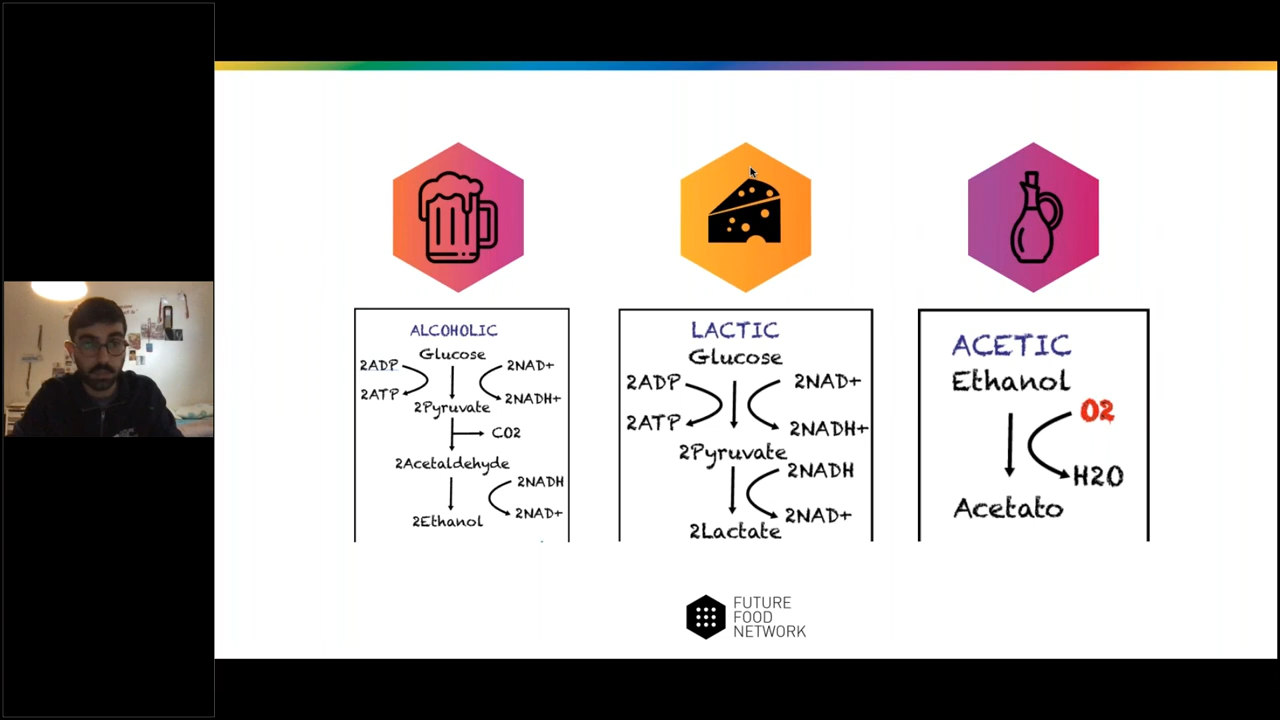 ALCOHOLIC
Glucose
2ADP
2NAD+
2ATP
2NADH+
2Pyruvate
CO2
2Acetaldehyde
2NADH
2NAD+
2Ethanol
LACTIC
Glucose
2ADP
2NAD+
2ATP
2NADH+
2Pyruvate
2NADH
2NAD+
2Lactate
ACETIC
Ethanol
O2
H2O
Acetato
FUTURE
FOOD
NETWORK